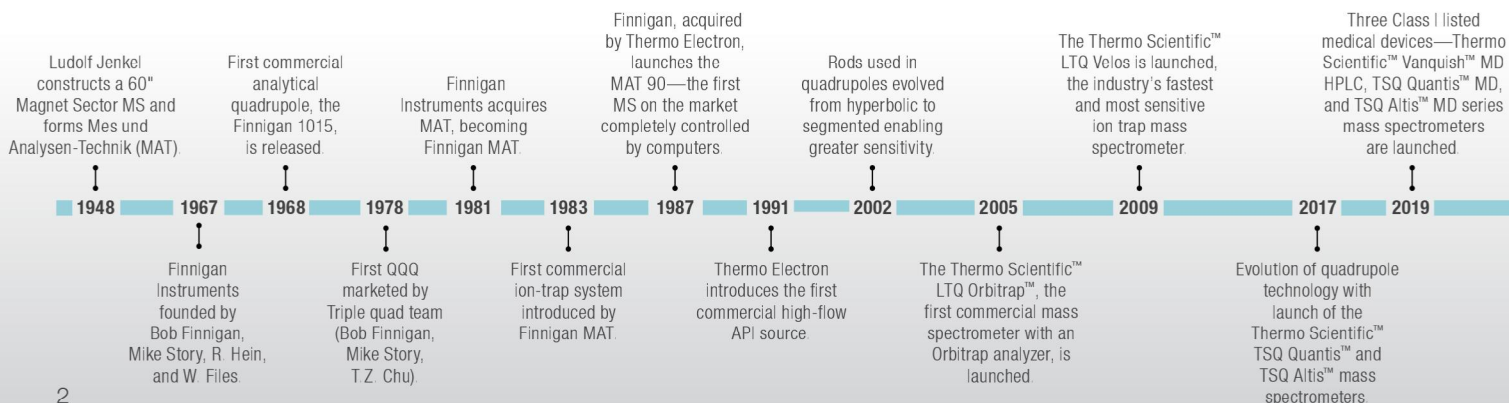 Ludolf Jenkel
constructs a 60"
Magnet Sector MS and
forms Mes und
Analysen-Technik (MAT).
First commercial
analytical
quadrupole, the
Finnigan 1015,
is released.
Finnigan
Instruments acquires
MAT, becoming
Finnigan MAT.
Finnigan, acquired
by Thermo Electron,
launches the
MAT 90—the first
MS on the market
completely controlled
by computers.
Rods used in
quadrupoles evolved
from hyperbolic to
segmented enabling
greater sensitivity.
The Thermo Scientific™
LTQ Velos is launched,
the industry's fastest
and most sensitive
ion trap mass
spectrometer.
Three Class I listed
medical devices—Thermo
Scientific™ Vanquish™ MD
HPLC, TSQ Quantis™ MD,
and TSQ Altis™ MD series
mass spectrometers
are launched.
1948 1967 1968 1978 1981 1983 1987 1991 2002 2005 2009 2017 2019
Finnigan
Instruments
founded by
Bob Finnigan,
Mike Story, R. Hein,
and W. Files.
First QQQ
marketed by
Triple quad team
(Bob Finnigan,
Mike Story,
T.Z. Chu).
First commercial
ion-trap system
introduced by
Finnigan MAT.
Thermo Electron
introduces the first
commercial high-flow
API source.
The Thermo Scientific™
LTQ Orbitrap™, the
first commercial mass
spectrometer with an
Orbitrap analyzer, is
launched.
Evolution of quadrupole
technology with
launch of the
Thermo Scientific™
TSQ Quantis™ and
TSQ Altis™ mass
spectrometers.
2